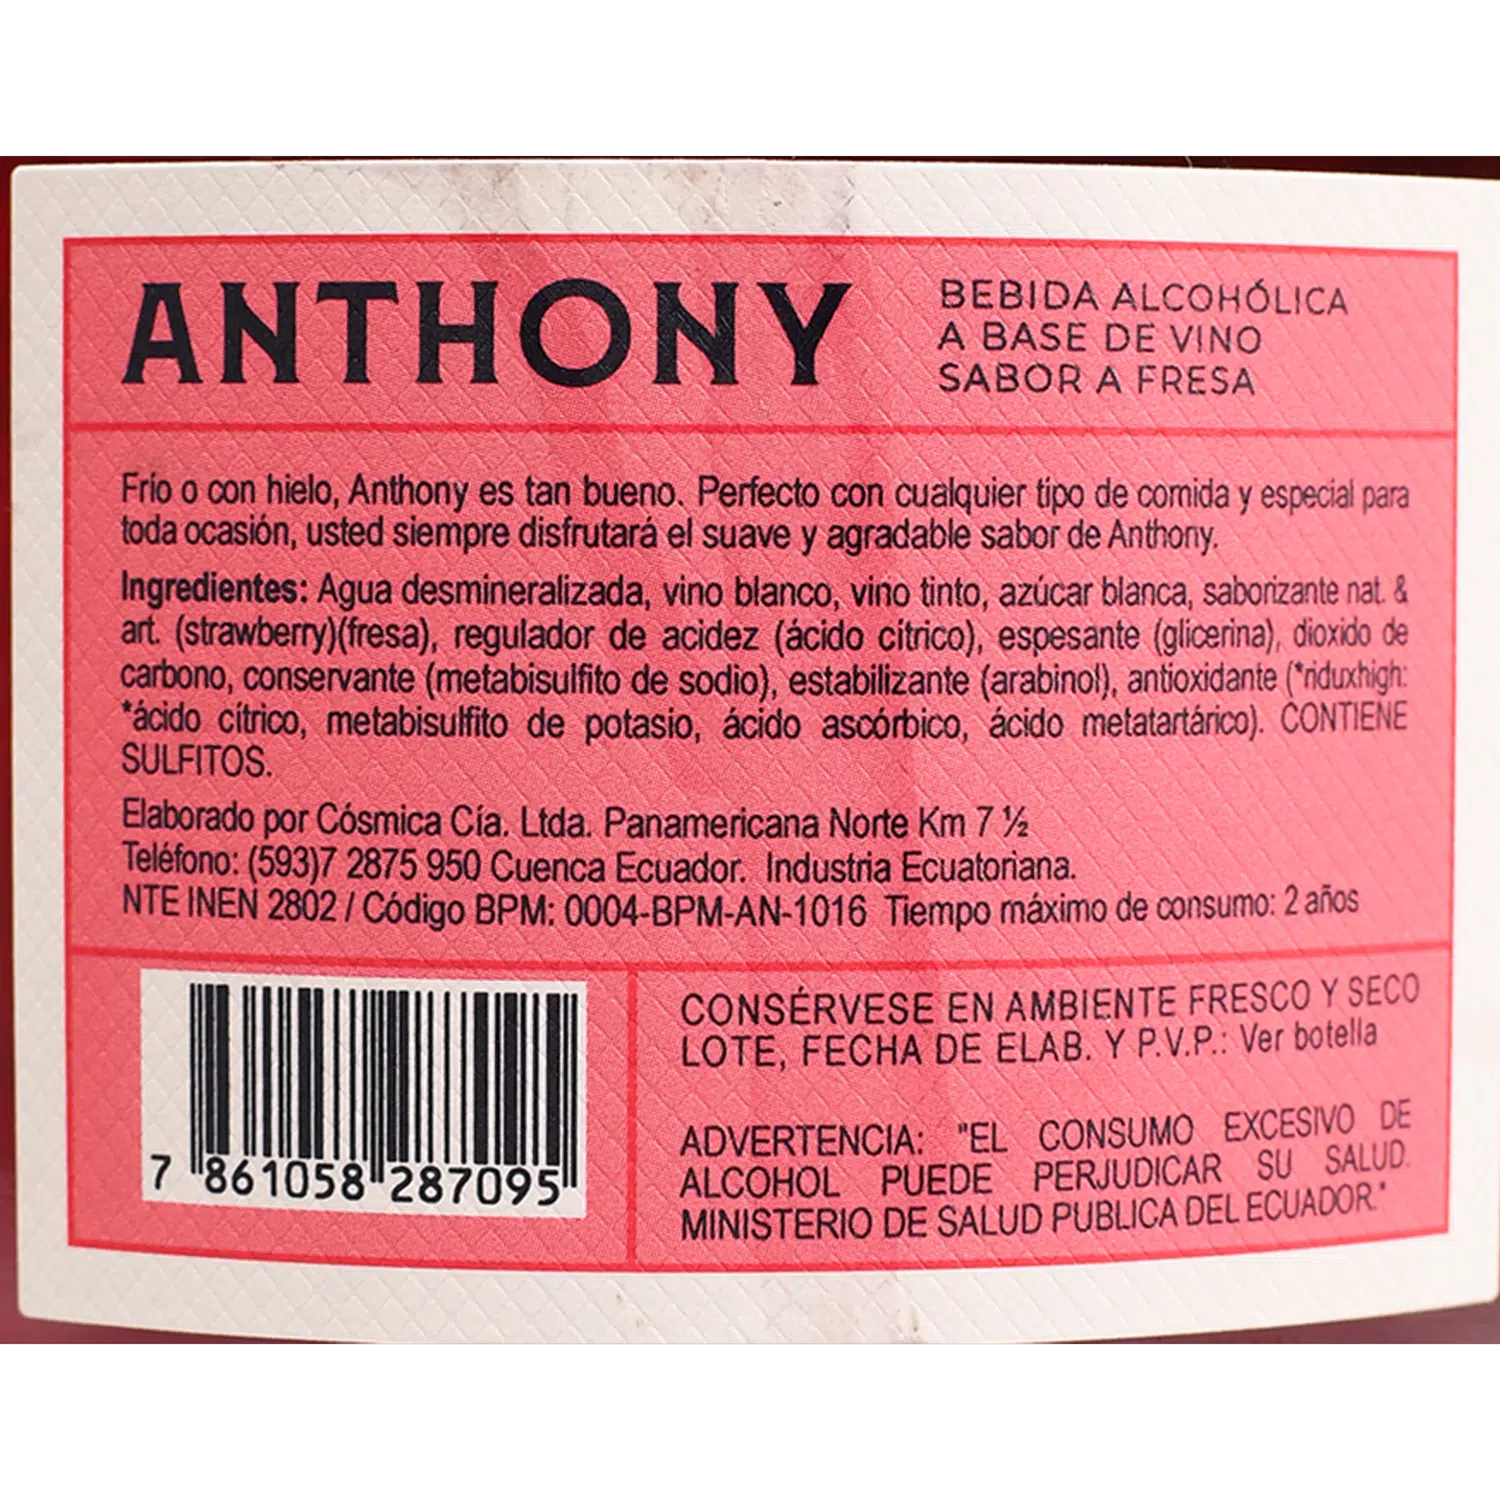 ANTHONY
BEBIDA ALCOHÓLICA
A BASE DE VINO
SABOR A FRESA
Frío o con hielo, Anthony es tan bueno. Perfecto con cualquier tipo de comida y especial para
toda ocasión, usted siempre disfrutará el suave y agradable sabor de Anthony.
Ingredientes: Agua desmineralizada, vino blanco, vino tinto, azúcar blanca, saborizante nat. &
art. (strawberry)(fresa), regulador de acidez (ácido cítrico), espesante (glicerina), dioxido de
carbono, conservante (metabisulfito de sodio), estabilizante (arabinol), antioxidante (*riduxhigh:
*ácido cítrico, metabisulfito de potasio, ácido ascórbico, ácido metatartárico). CONTIENE
SULFITOS.
Elaborado por Cósmica Cía. Ltda. Panamericana Norte Km 7 ½
Teléfono: (593)7 2875 950 Cuenca Ecuador. Industria Ecuatoriana.
NTE INEN 2802 / Código BPM: 0004-BPM-AN-1016 Tiempo máximo de consumo: 2 años
7 861058 287095
CONSÉRVESE EN AMBIENTE FRESCO Y SECO
LOTE, FECHA DE ELAB. Y P.V.P.: Ver botella
ADVERTENCIA: "EL CONSUMO EXCESIVO DE
ALCOHOL PUEDE PERJUDICAR SU SALUD.
MINISTERIO DE SALUD PUBLICA DEL ECUADOR."